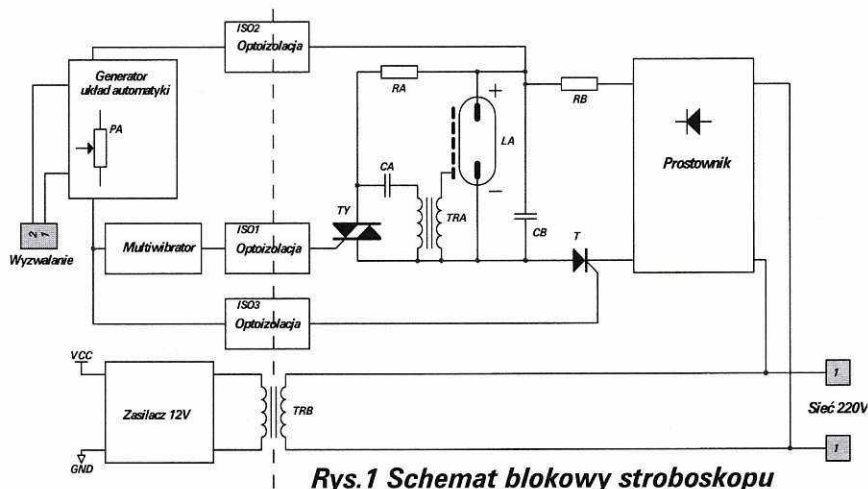 ISO2
Optoizolacja
Generator
układ automatyki
PA
RA
RB
+
LA
Prostownik
CA
TY
TRA
–
CB
T
2
1
Wyzwalanie
Multiwibrator
ISO1
Optoizolacja
ISO3
Optoizolacja
VCC
Zasilacz 12V
TRB
GND
1
Sieć 220V
1
Rys.1 Schemat blokowy stroboskopu